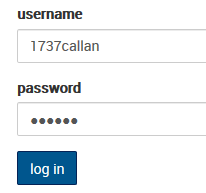 username
1737callan
password
••••••
log in